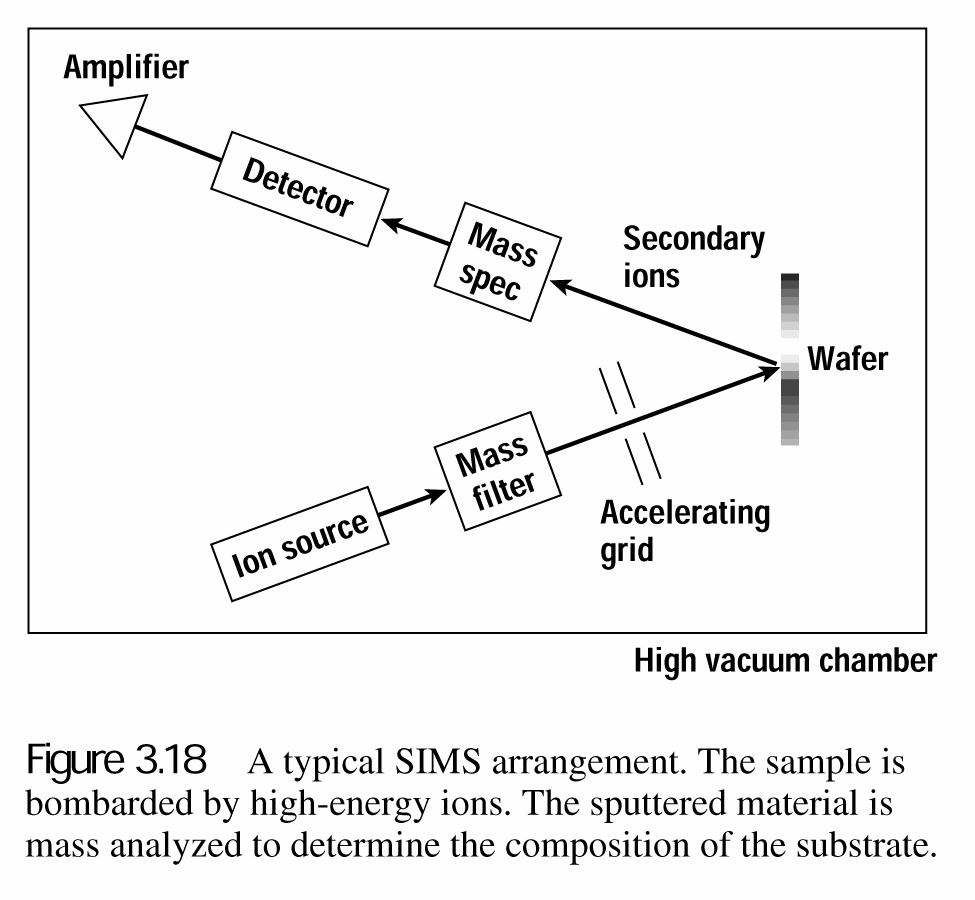 Amplifier
Detector
Mass
spec
Secondary
ions
Wafer
Mass
filter
Ion source
Accelerating
grid
High vacuum chamber
Figure 3.18 A typical SIMS arrangement. The sample is
bombarded by high-energy ions. The sputtered material is
mass analyzed to determine the composition of the substrate.